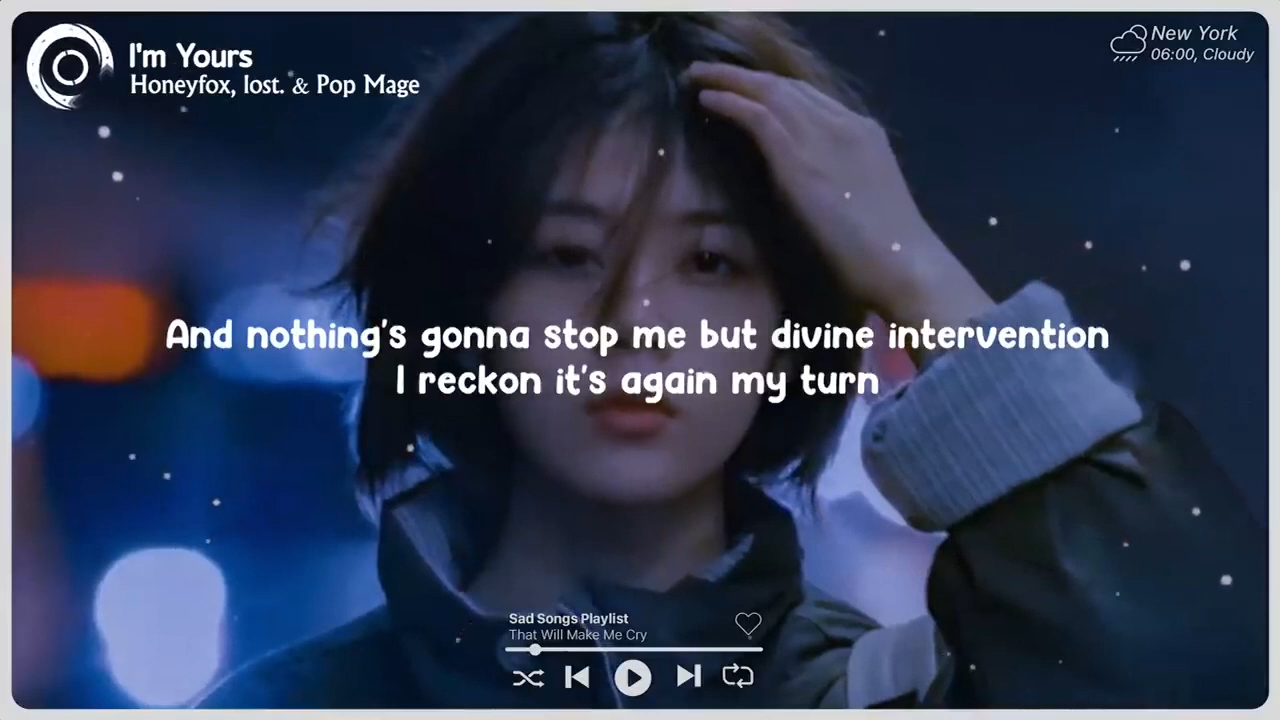 I'm Yours
Honeyfox, lost. & Pop Mage
New York
06:00, Cloudy
And nothing's gonna stop me but divine intervention
I reckon it's again my turn
Sad Songs Playlist
That Will Make Me Cry